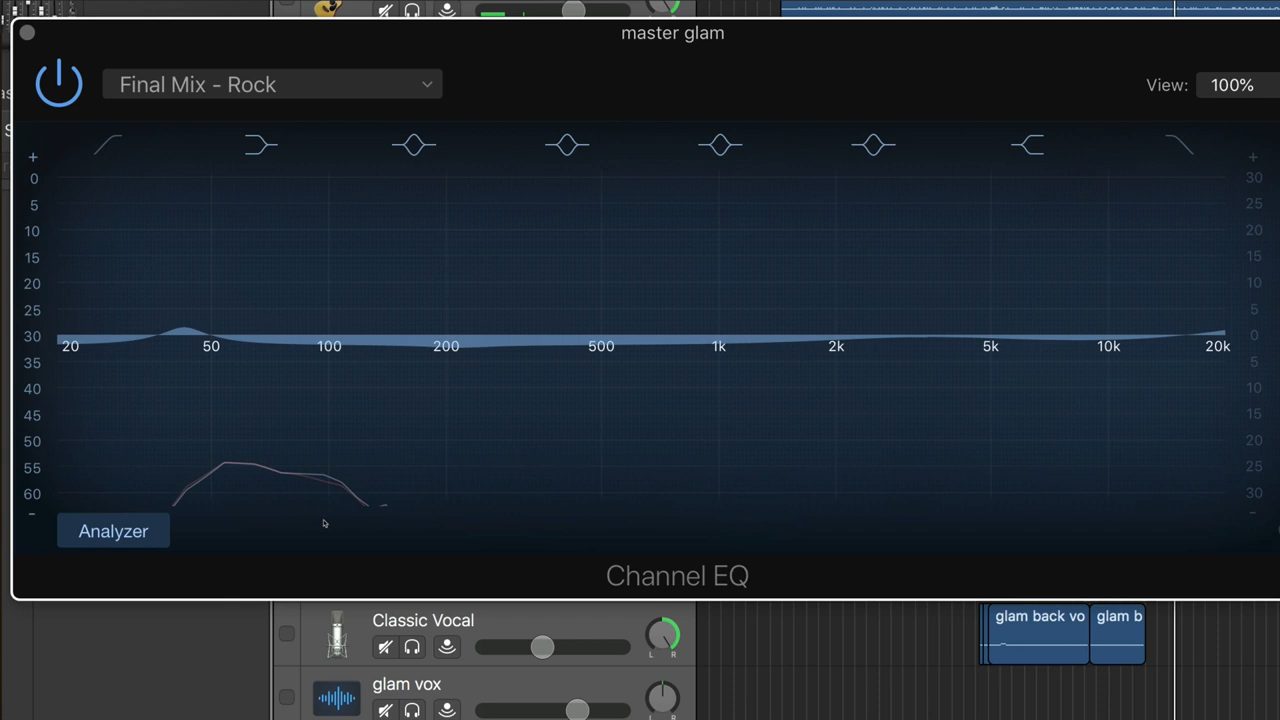 master glam
Final Mix - Rock
View: 100%
+ +
0 30
5 25
10 20
15 15
20 10
25 5
30 0
20 50 100 200 500 1k 2k 5k 10k 20k
35 5
40 10
45 15
50 20
55 25
60 30
- -
Analyzer
Channel EQ
Classic Vocal
L R
glam back vo glam b
glam vox
L R